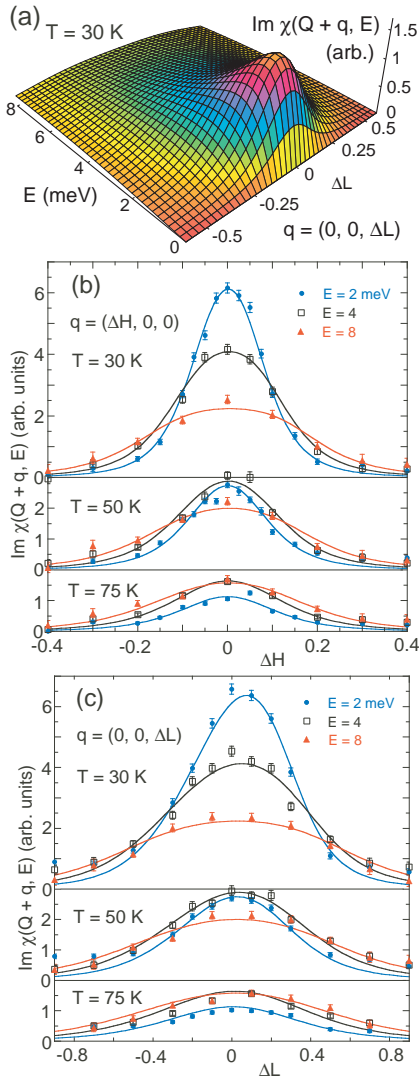 (a)
T = 30 K
Im χ(Q + q, E)
(arb.)
1.5
1
0.5
0
8
6
4
2
0
E (meV)
0.5
0.25
0
-0.25
-0.5
ΔL
q = (0, 0, ΔL)
(b)
E = 2 meV
E = 4
E = 8
q = (ΔH, 0, 0)
T = 30 K
6
4
2
0
T = 50 K
2
1
0
T = 75 K
1
0
Im χ(Q + q, E) (arb. units)
-0.4
-0.2
0
0.2
0.4
ΔH
(c)
E = 2 meV
E = 4
E = 8
q = (0, 0, ΔL)
T = 30 K
6
4
2
0
T = 50 K
2
1
0
T = 75 K
1
0
Im χ(Q + q, E) (arb. units)
-0.8
-0.4
0
0.4
0.8
ΔL